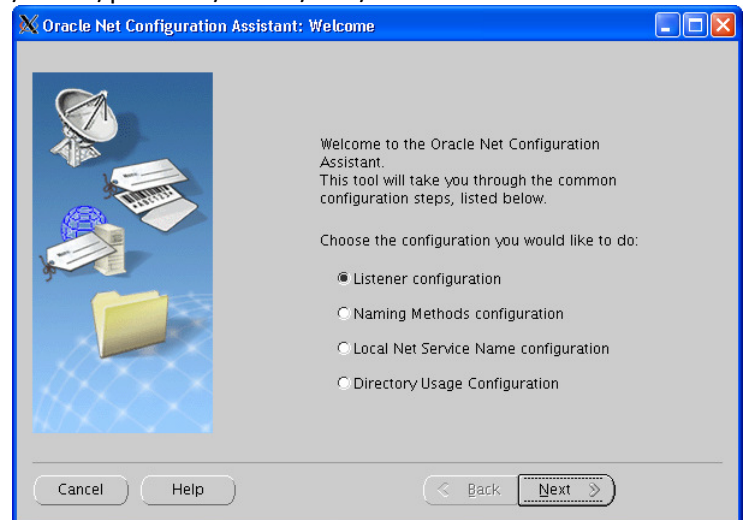 Oracle Net Configuration Assistant: Welcome
Welcome to the Oracle Net Configuration
Assistant.
This tool will take you through the common
configuration steps, listed below.
Choose the configuration you would like to do:
Listener configuration
Naming Methods configuration
Local Net Service Name configuration
Directory Usage Configuration
Cancel
Help
Back
Next